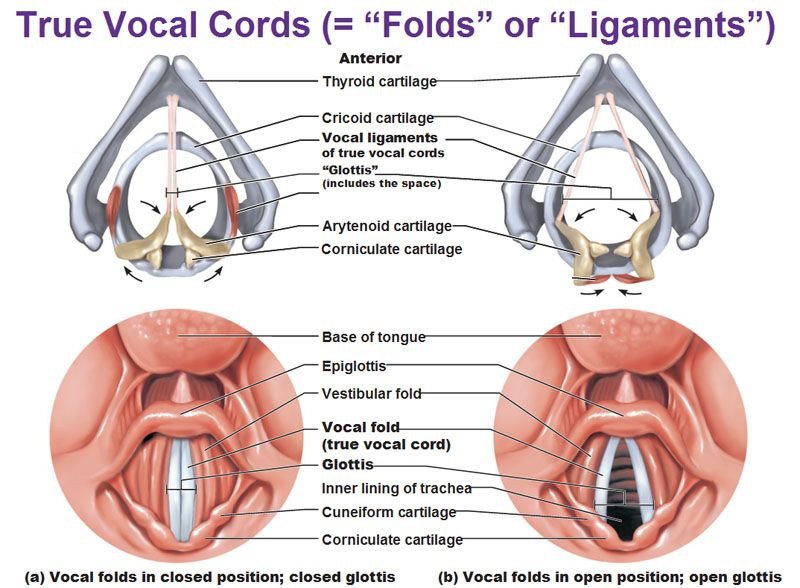 True Vocal Cords (= “Folds” or “Ligaments”)
Anterior
Thyroid cartilage
Cricoid cartilage
Vocal ligaments
of true vocal cords
“Glottis”
(includes the space)
Arytenoid cartilage
Corniculate cartilage
Base of tongue
Epiglottis
Vestibular fold
Vocal fold
(true vocal cord)
Glottis
Inner lining of trachea
Cuneiform cartilage
Corniculate cartilage
(a) Vocal folds in closed position; closed glottis
(b) Vocal folds in open position; open glottis